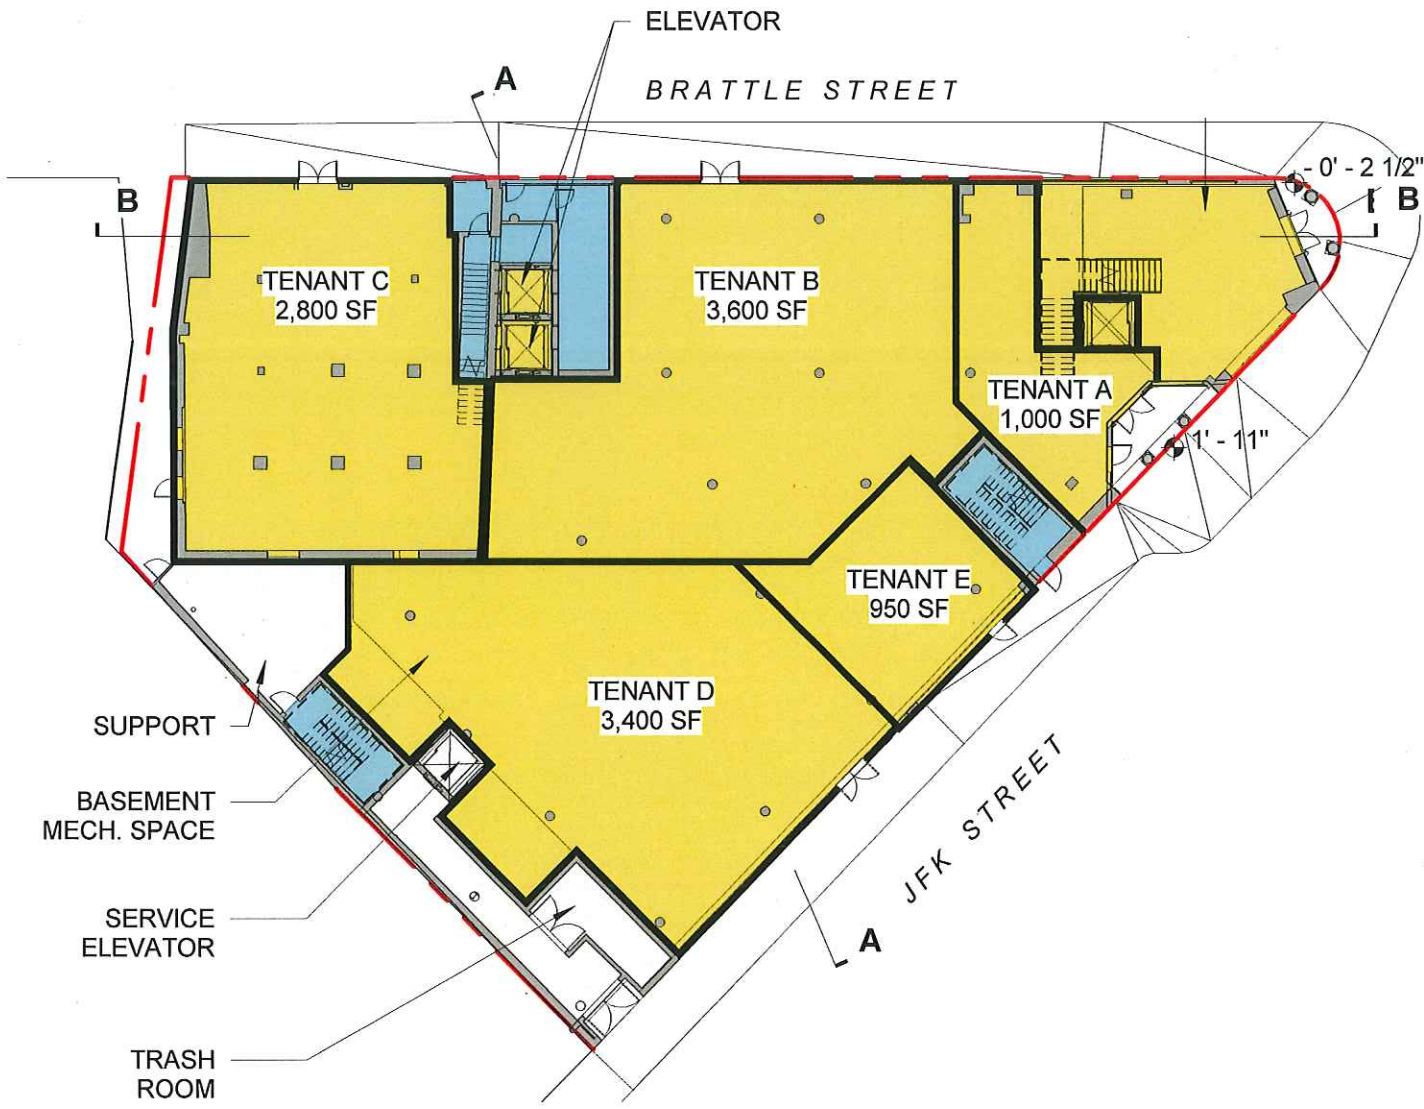 ELEVATOR
A
BRATTLE STREET
- 0' - 2 1/2"
B
B
TENANT C
2,800 SF
TENANT B
3,600 SF
TENANT A
1,000 SF
1' - 11"
TENANT E
950 SF
TENANT D
3,400 SF
SUPPORT
BASEMENT
MECH. SPACE
JFK STREET
SERVICE
ELEVATOR
A
TRASH
ROOM